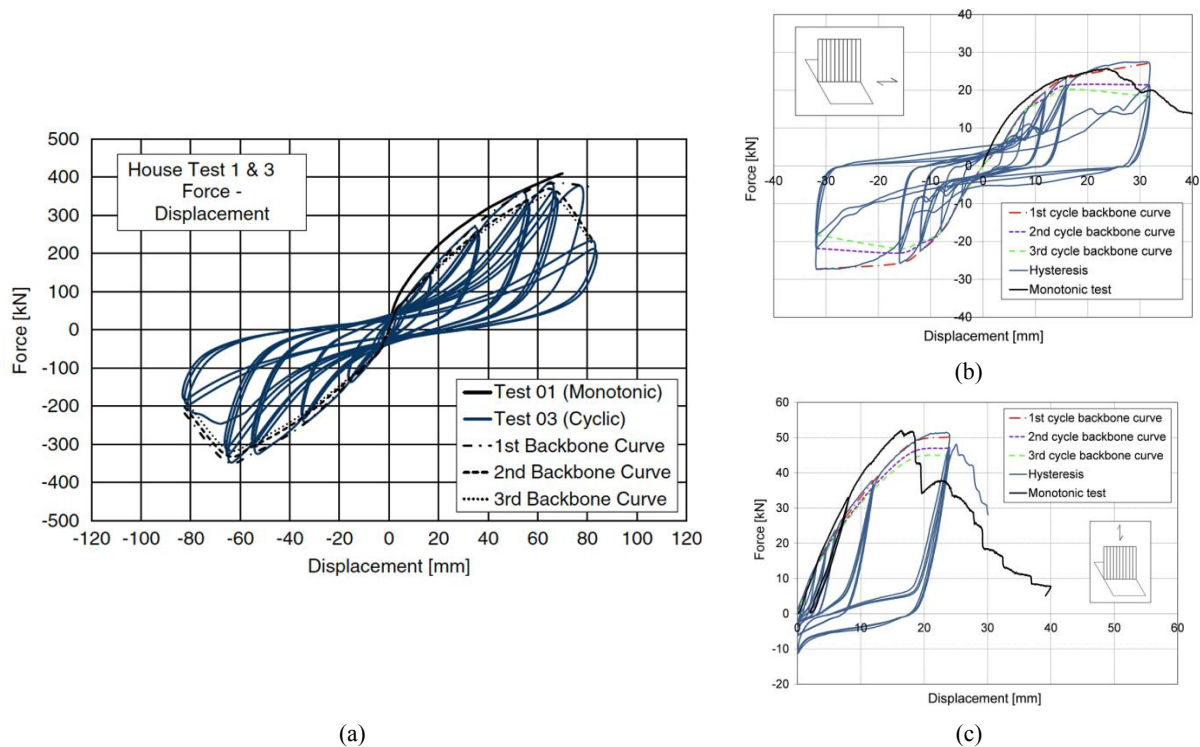 500
400
300
200
100
0
-100
-200
-300
-400
-500
-120 -100 -80 -60 -40 -20 0 20 40 60 80 100 120
Force [kN]
Displacement [mm]
House Test 1 & 3
Force -
Displacement
Test 01 (Monotonic)
Test 03 (Cyclic)
1st Backbone Curve
2nd Backbone Curve
3rd Backbone Curve
(a)
40
30
20
10
0
-10
-20
-30
-40
-40 -30 -20 -10 0 10 20 30 40
Force [kN]
Displacement [mm]
1st cycle backbone curve
2nd cycle backbone curve
3rd cycle backbone curve
Hysteresis
Monotonic test
(b)
60
50
40
30
20
10
0
-10
-20
0 10 20 30 40 50 60
Force [kN]
Displacement [mm]
1st cycle backbone curve
2nd cycle backbone curve
3rd cycle backbone curve
Hysteresis
Monotonic test
(c)